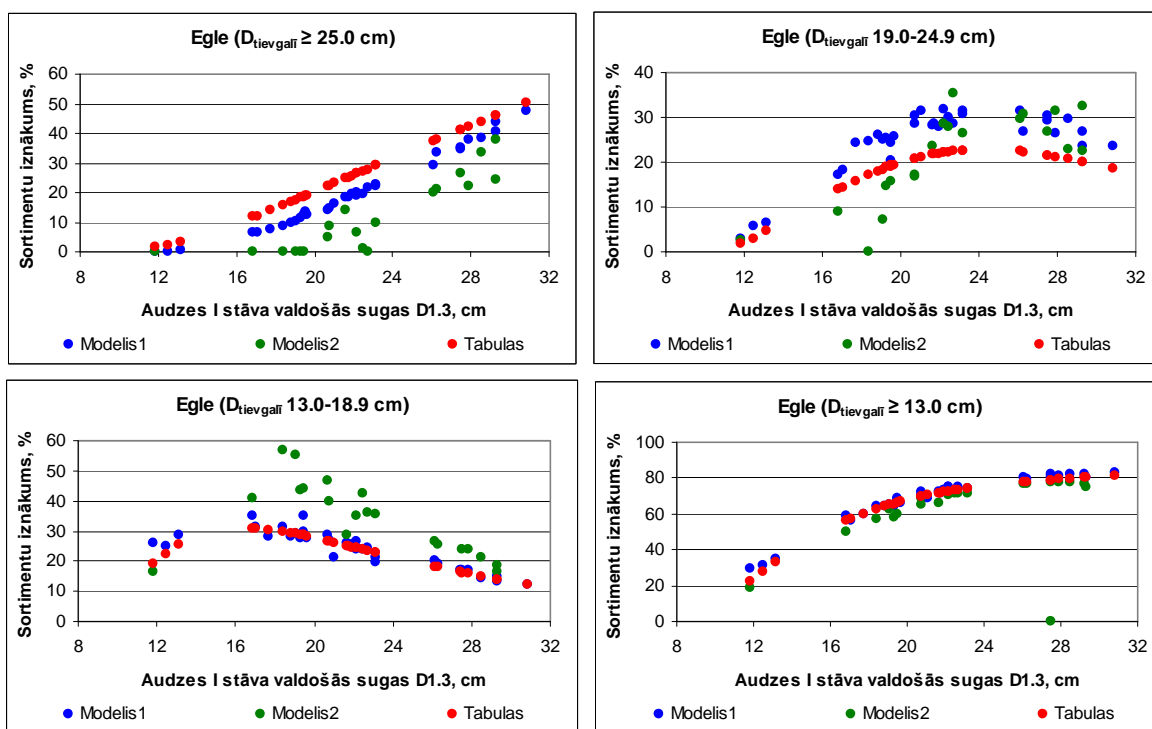 Egle (Dtievgalī ≥ 25.0 cm)
Sortimentu iznākums, %
60
50
40
30
20
10
0
8 12 16 20 24 28 32
Audzes I stāva valdošās sugas D1.3, cm
Modelis1 Modelis2 Tabulas
Egle (Dtievgalī 19.0-24.9 cm)
Sortimentu iznākums, %
40
30
20
10
0
8 12 16 20 24 28 32
Audzes I stāva valdošās sugas D1.3, cm
Modelis1 Modelis2 Tabulas
Egle (Dtievgalī 13.0-18.9 cm)
Sortimentu iznākums, %
60
50
40
30
20
10
0
8 12 16 20 24 28 32
Audzes I stāva valdošās sugas D1.3, cm
Modelis1 Modelis2 Tabulas
Egle (Dtievgalī ≥ 13.0 cm)
Sortimentu iznākums, %
100
80
60
40
20
0
8 12 16 20 24 28 32
Audzes I stāva valdošās sugas D1.3, cm
Modelis1 Modelis2 Tabulas